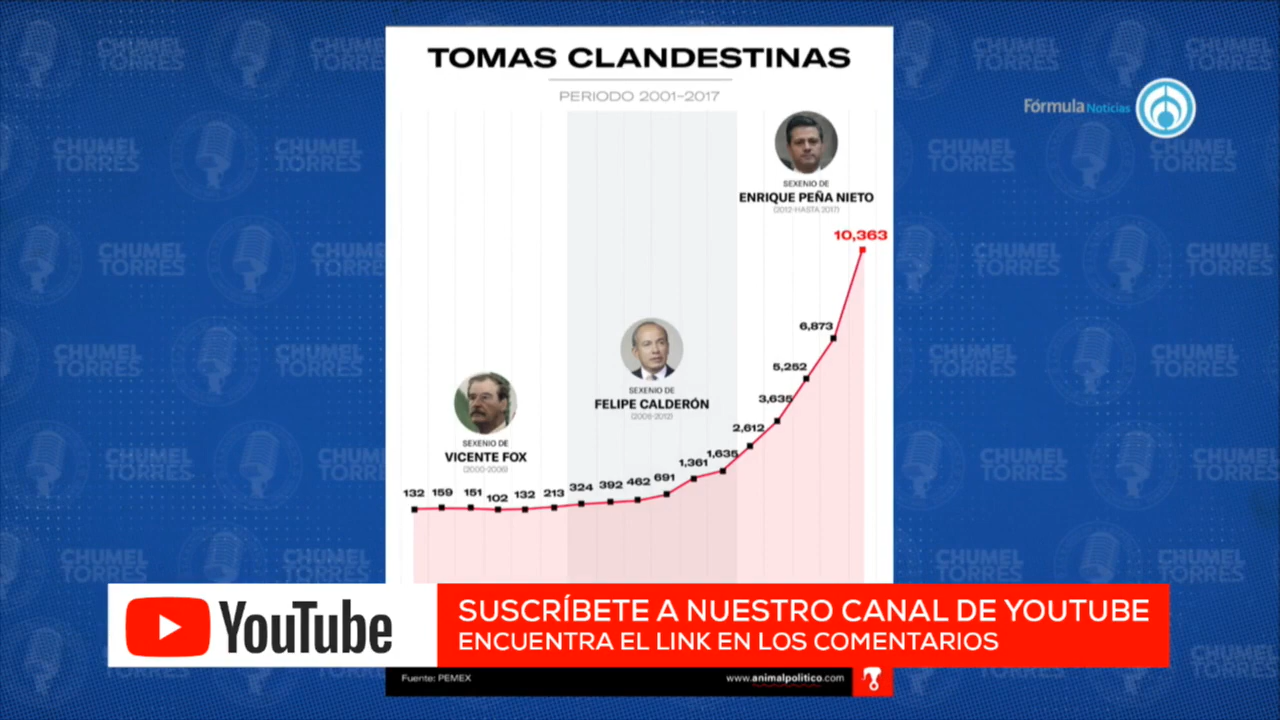 TOMAS CLANDESTINAS
PERIODO 2001-2017
Fórmula Noticias
CHUMEL
TORRES
SEXENIO DE
ENRIQUE PEÑA NIETO
(2012-HASTA 2017)
10,363
6,873
5,252
3,635
2,612
SEXENIO DE
FELIPE CALDERÓN
(2006-2012)
SEXENIO DE
VICENTE FOX
(2000-2006)
132 159 151 102 132 213 324 392 462 691 1,361 1,635
YouTube
SUSCRÍBETE A NUESTRO CANAL DE YOUTUBE
ENCUENTRA EL LINK EN LOS COMENTARIOS
Fuente: PEMEX
www.animalpolitico.com